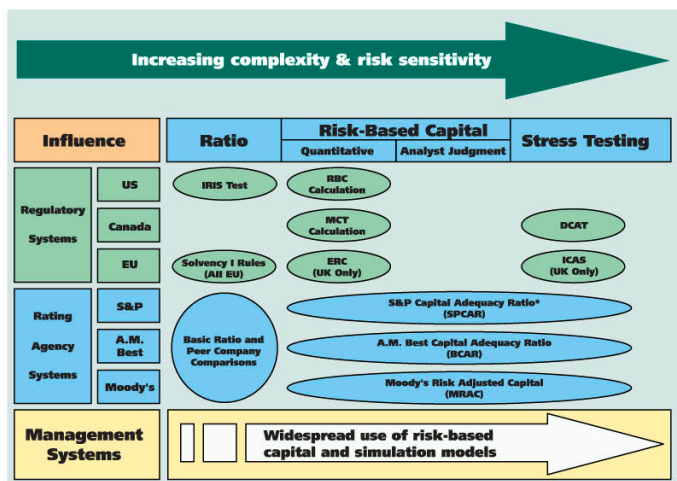 Increasing complexity & risk sensitivity
Influence
Ratio
Risk-Based Capital
Quantitative
Analyst Judgment
Stress Testing
Regulatory
Systems
US
IRIS Test
RBC
Calculation
Canada
MCT
Calculation
DCAT
EU
Solvency I Rules
(All EU)
ERC
(UK Only)
ICAS
(UK Only)
Rating
Agency
Systems
S&P
A.M.
Best
Moody's
Basic Ratio and
Peer Company
Comparisons
S&P Capital Adequacy Ratio*
(SPCAR)
A.M. Best Capital Adequacy Ratio
(BCAR)
Moody's Risk Adjusted Capital
(MRAC)
Management
Systems
Widespread use of risk-based
capital and simulation models